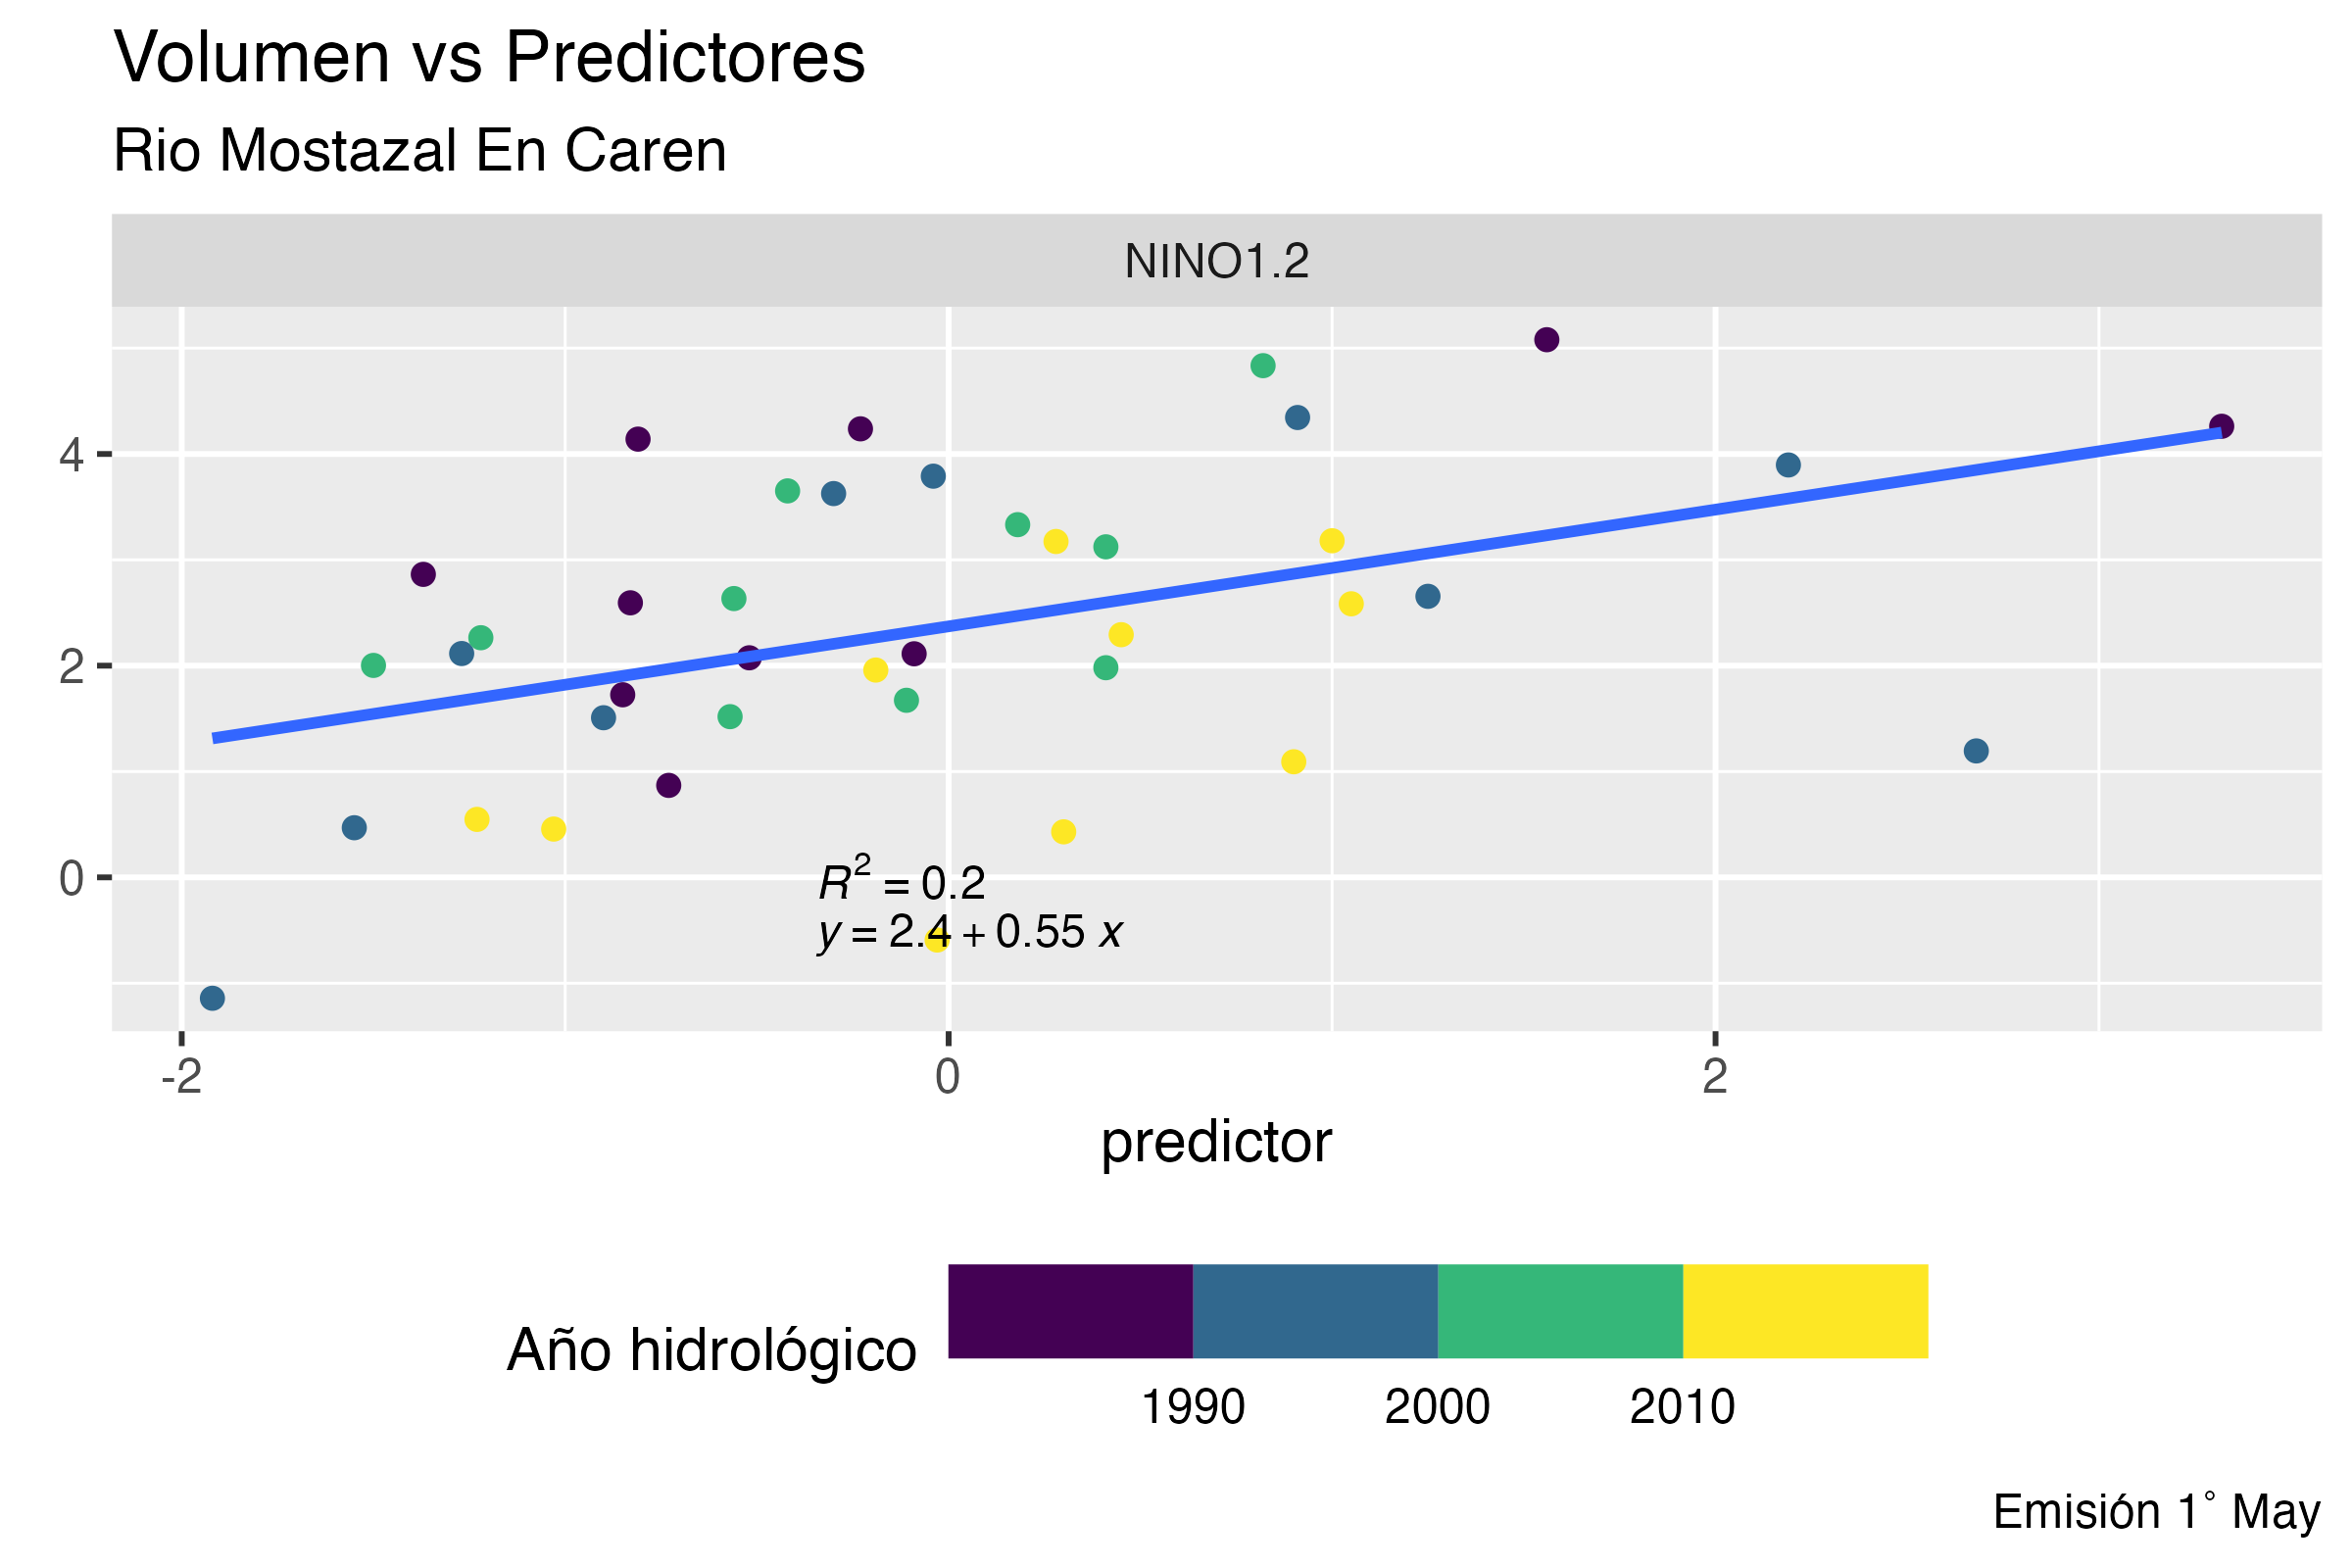 Volumen vs Predictores
Rio Mostazal En Caren
NINO1.2
4
2
0
R² = 0.2
y = 2.4 + 0.55 x
-2 0 2
predictor
Año hidrológico
1990 2000 2010
Emisión 1° May